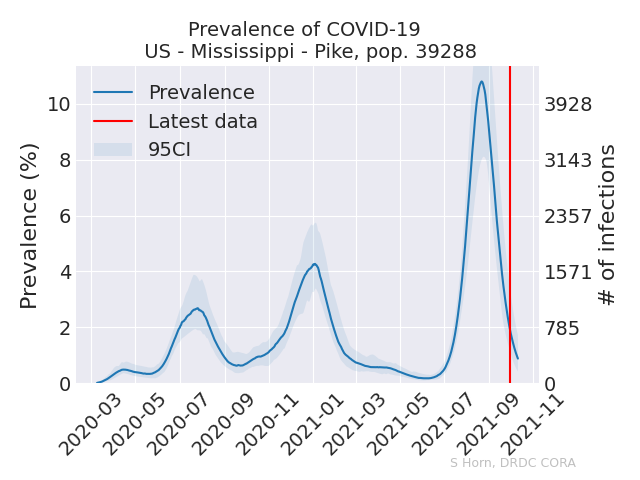 Prevalence of COVID-19
US - Mississippi - Pike, pop. 39288
Prevalence
Latest data
95CI
Prevalence (%)
10
8
6
4
2
0
3928
3143
2357
1571
785
0
# of infections
2020-03
2020-05
2020-07
2020-09
2020-11
2021-01
2021-03
2021-05
2021-07
2021-09
2021-11
S Horn, DRDC CORA